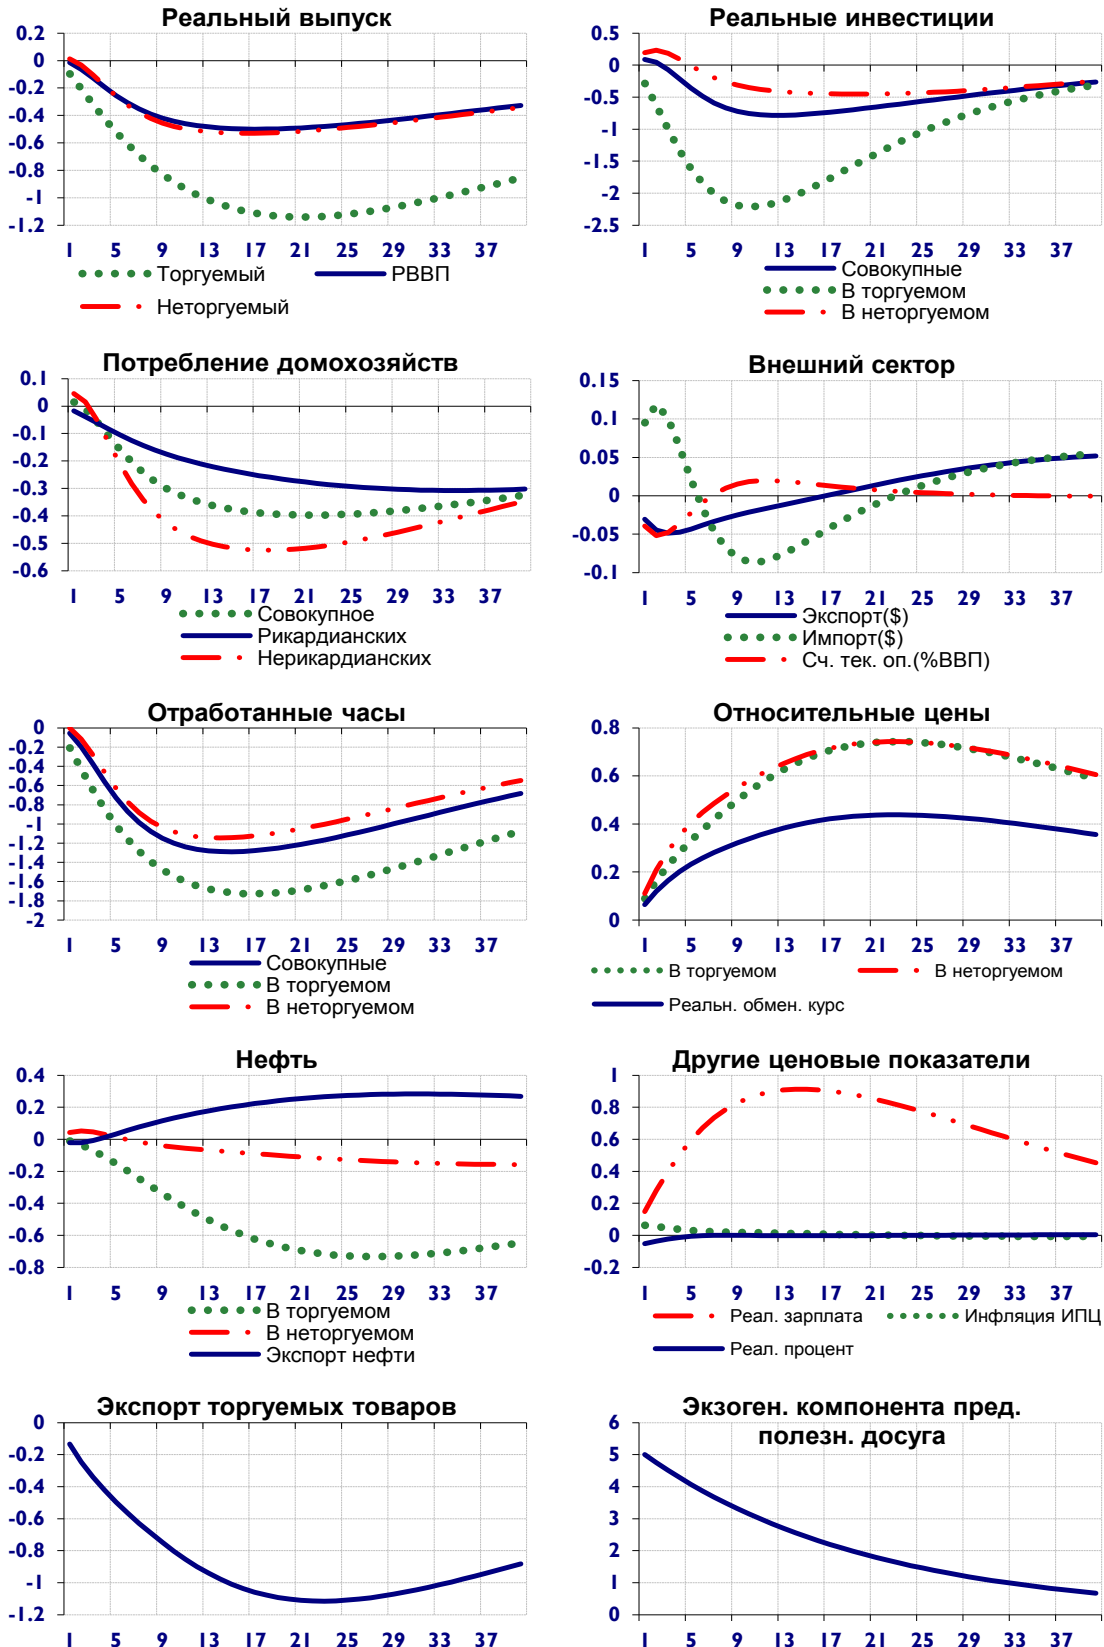 Реальный выпуск
0.2
0
-0.2
-0.4
-0.6
-0.8
-1
-1.2
1 5 9 13 17 21 25 29 33 37
Торгуемый РВВП
Неторгуемый
Реальные инвестиции
0.5
0
-0.5
-1
-1.5
-2
-2.5
1 5 9 13 17 21 25 29 33 37
Совокупные
В торгуемом
В неторгуемом
Потребление домохозяйств
0.1
0
-0.1
-0.2
-0.3
-0.4
-0.5
-0.6
1 5 9 13 17 21 25 29 33 37
Совокупное
Рикардианских
Нерикардианских
Внешний сектор
0.15
0.1
0.05
0
-0.05
-0.1
1 5 9 13 17 21 25 29 33 37
Экспорт($)
Импорт($)
Сч. тек. оп.(%ВВП)
Отработанные часы
0
-0.2
-0.4
-0.6
-0.8
-1
-1.2
-1.4
-1.6
-1.8
-2
1 5 9 13 17 21 25 29 33 37
Совокупные
В торгуемом
В неторгуемом
Относительные цены
0.8
0.6
0.4
0.2
0
1 5 9 13 17 21 25 29 33 37
В торгуемом В неторгуемом
Реальн. обмен. курс
Нефть
0.4
0.2
0
-0.2
-0.4
-0.6
-0.8
1 5 9 13 17 21 25 29 33 37
В торгуемом
В неторгуемом
Экспорт нефти
Другие ценовые показатели
1
0.8
0.6
0.4
0.2
0
-0.2
1 5 9 13 17 21 25 29 33 37
Реал. зарплата Инфляция ИПЦ
Реал. процент
Экспорт торгуемых товаров
0
-0.2
-0.4
-0.6
-0.8
-1
-1.2
1 5 9 13 17 21 25 29 33 37
Экзоген. компонента пред.
полезн. досуга
6
5
4
3
2
1
0
1 5 9 13 17 21 25 29 33 37